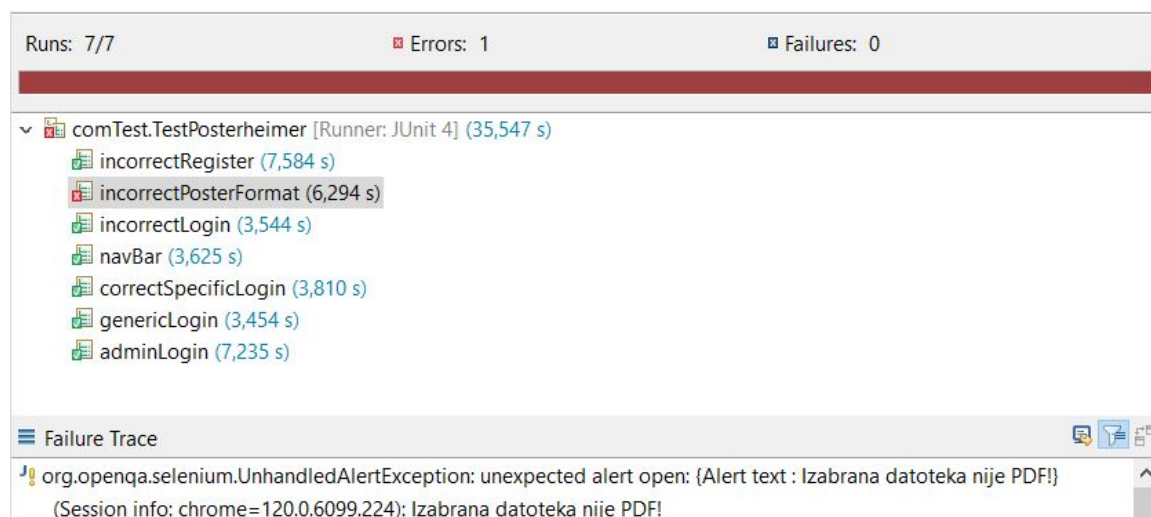 Runs: 7/7 Errors: 1 Failures: 0
comTest.TestPosterheimer [Runner: JUnit 4] (35,547 s)
incorrectRegister (7,584 s)
incorrectPosterFormat (6,294 s)
incorrectLogin (3,544 s)
navBar (3,625 s)
correctSpecificLogin (3,810 s)
genericLogin (3,454 s)
adminLogin (7,235 s)
Failure Trace
org.openqa.selenium.UnhandledAlertException: unexpected alert open: {Alert text : Izabrana datoteka nije PDF!}
(Session info: chrome=120.0.6099.224): Izabrana datoteka nije PDF!